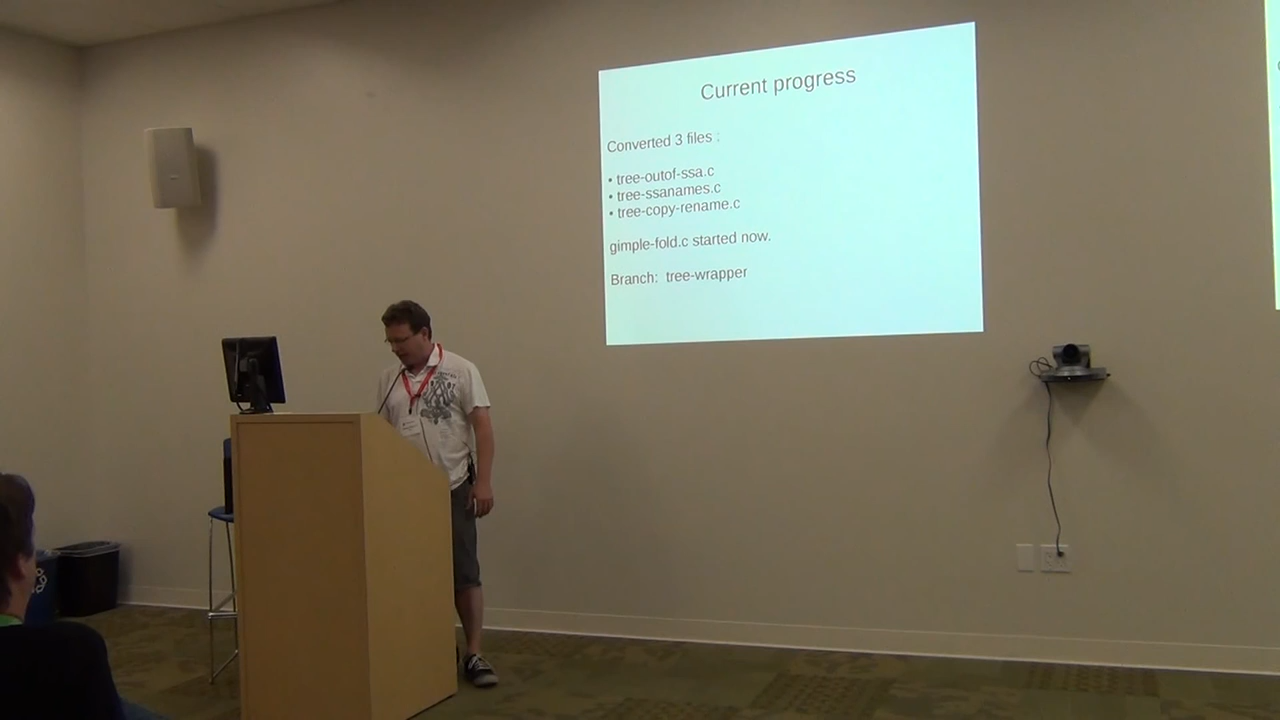 Current progress
Converted 3 files :
• tree-outof-ssa.c
• tree-ssanames.c
• tree-copy-rename.c
gimple-fold.c started now.
Branch: tree-wrapper